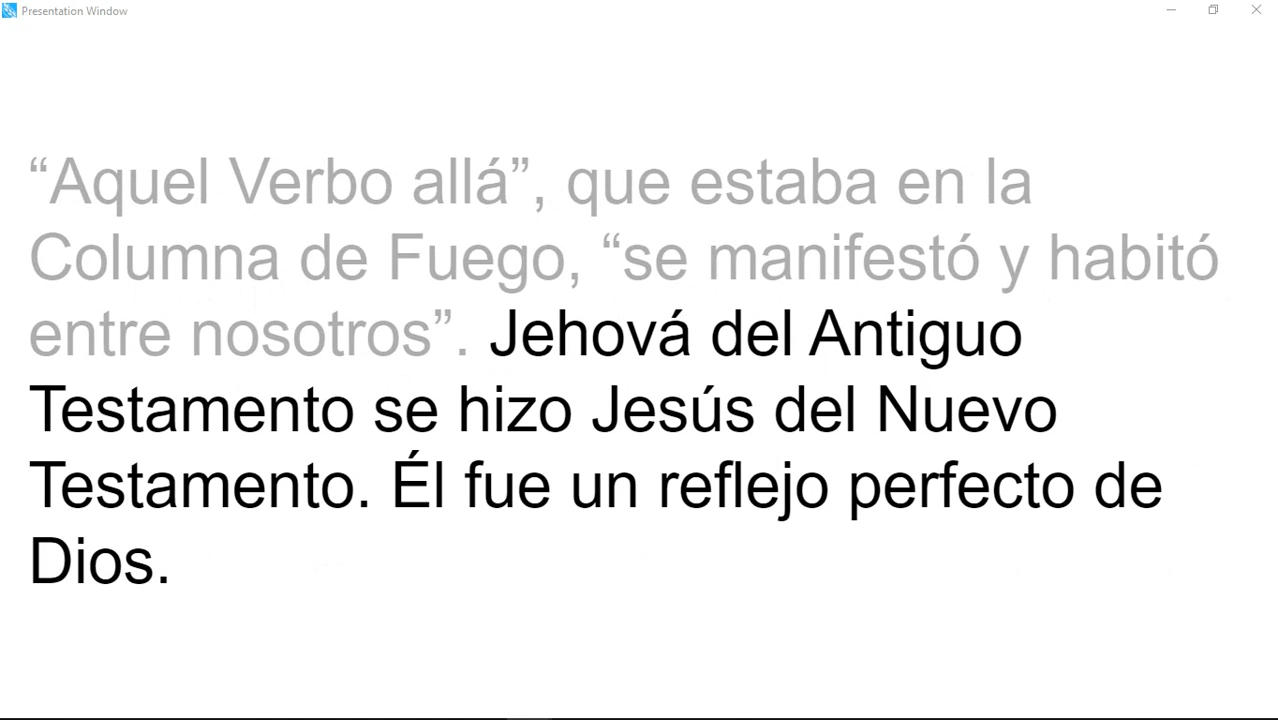 Presentation Window
“Aquel Verbo allá”, que estaba en la
Columna de Fuego, “se manifestó y habitó
entre nosotros”. Jehová del Antiguo
Testamento se hizo Jesús del Nuevo
Testamento. Él fue un reflejo perfecto de
Dios.